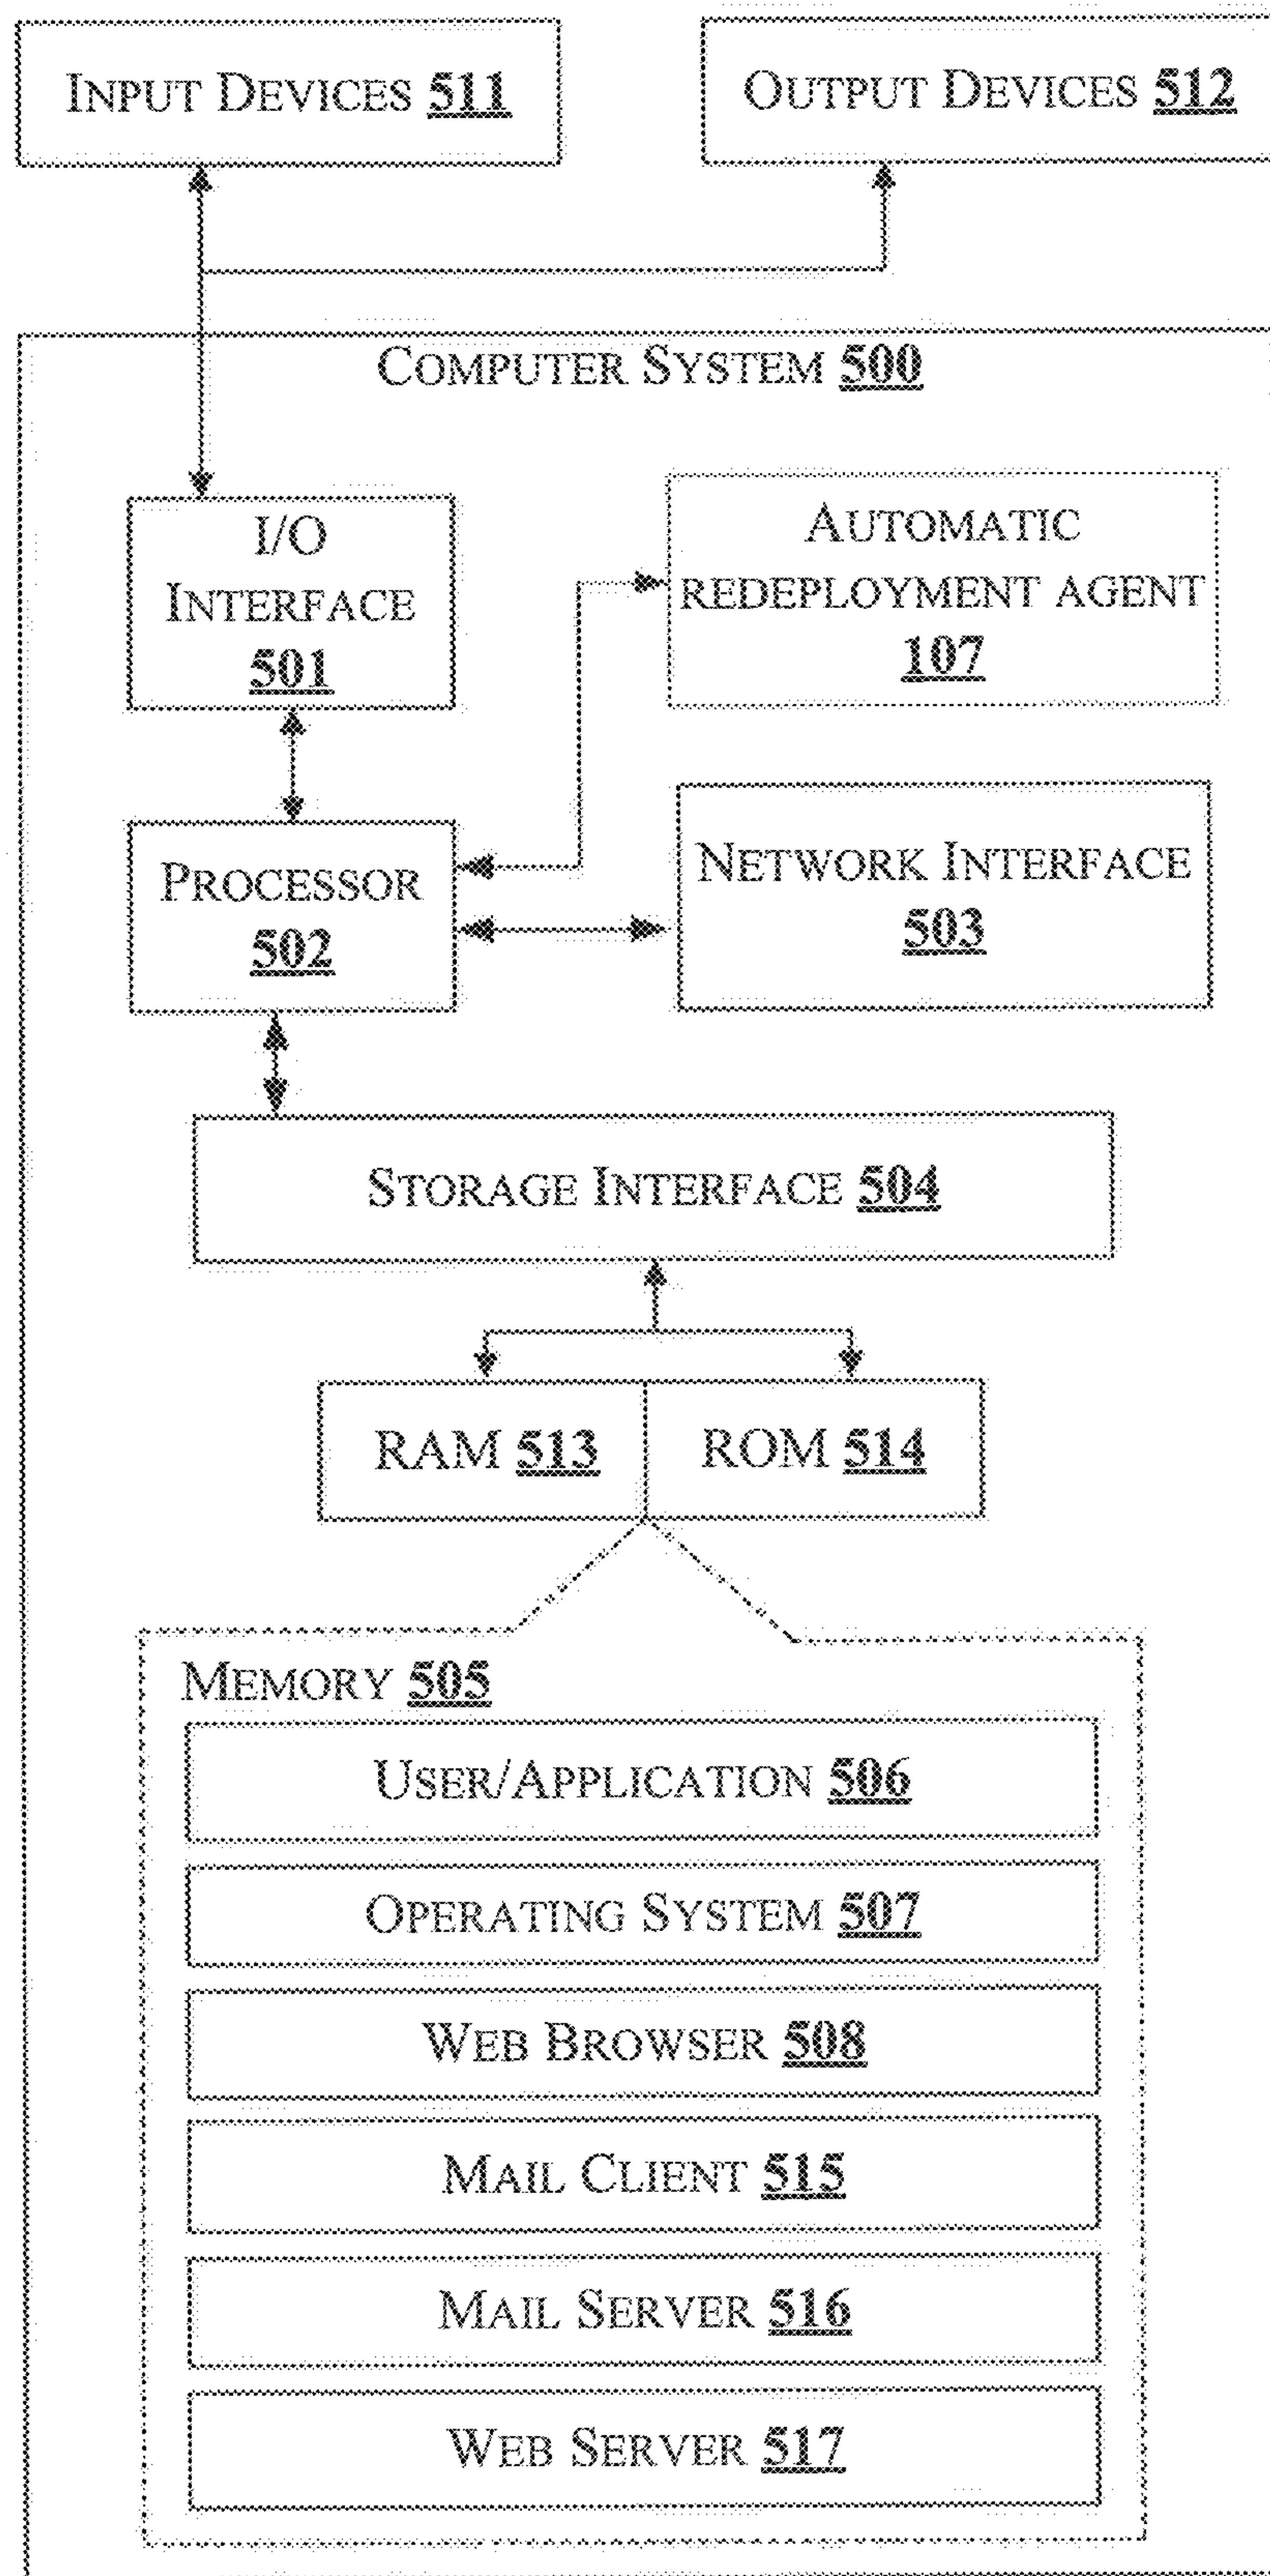 INPUT DEVICES 511
OUTPUT DEVICES 512
COMPUTER SYSTEM 500
I/O
INTERFACE
501
AUTOMATIC
REDEPLOYMENT AGENT
107
PROCESSOR
502
NETWORK INTERFACE
503
STORAGE INTERFACE 504
RAM 513
ROM 514
MEMORY 505
USER/APPLICATION 506
OPERATING SYSTEM 507
WEB BROWSER 508
MAIL CLIENT 515
MAIL SERVER 516
WEB SERVER 517